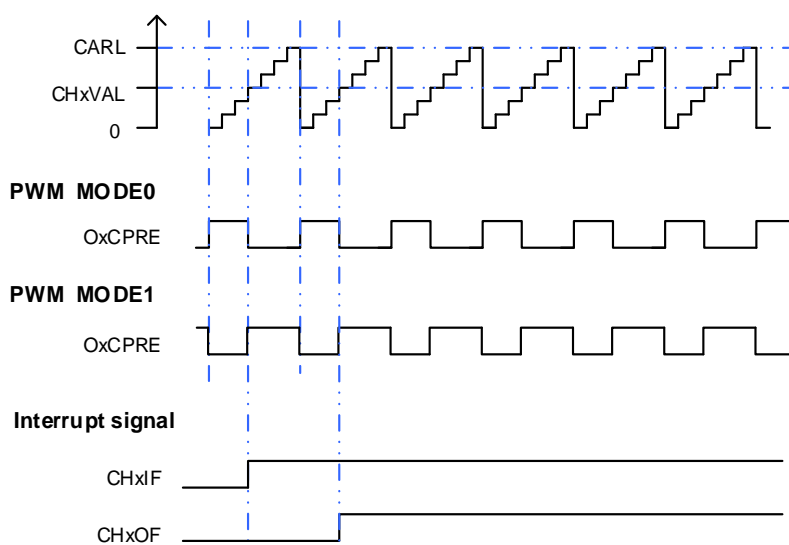 CARL
CHxVAL
0
PWM MODE0
OxCPRE
PWM MODE1
OxCPRE
Interrupt signal
CHxIF
CHxOF